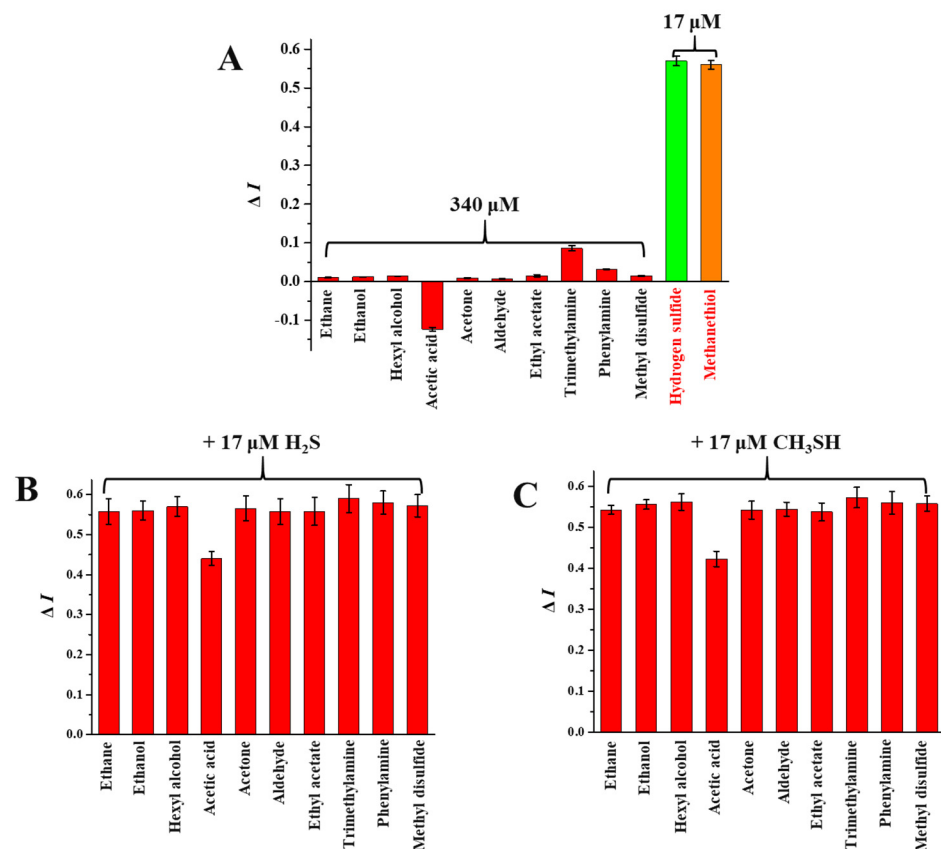 A
17 μM
0.6
0.5
0.4
0.3
0.2
0.1
0.0
-0.1
Δ I
340 μM
Ethane
Ethanol
Hexyl alcohol
Acetic acid
Acetone
Aldehyde
Ethyl acetate
Trimethylamine
Phenylamine
Methyl disulfide
Hydrogen sulfide
Methanethiol
B
+ 17 μM H₂S
0.6
0.5
0.4
0.3
0.2
0.1
0.0
Δ I
Ethane
Ethanol
Hexyl alcohol
Acetic acid
Acetone
Aldehyde
Ethyl acetate
Trimethylamine
Phenylamine
Methyl disulfide
C
+ 17 μM CH₃SH
0.6
0.5
0.4
0.3
0.2
0.1
0.0
Δ I
Ethane
Ethanol
Hexyl alcohol
Acetic acid
Acetone
Aldehyde
Ethyl acetate
Trimethylamine
Phenylamine
Methyl disulfide